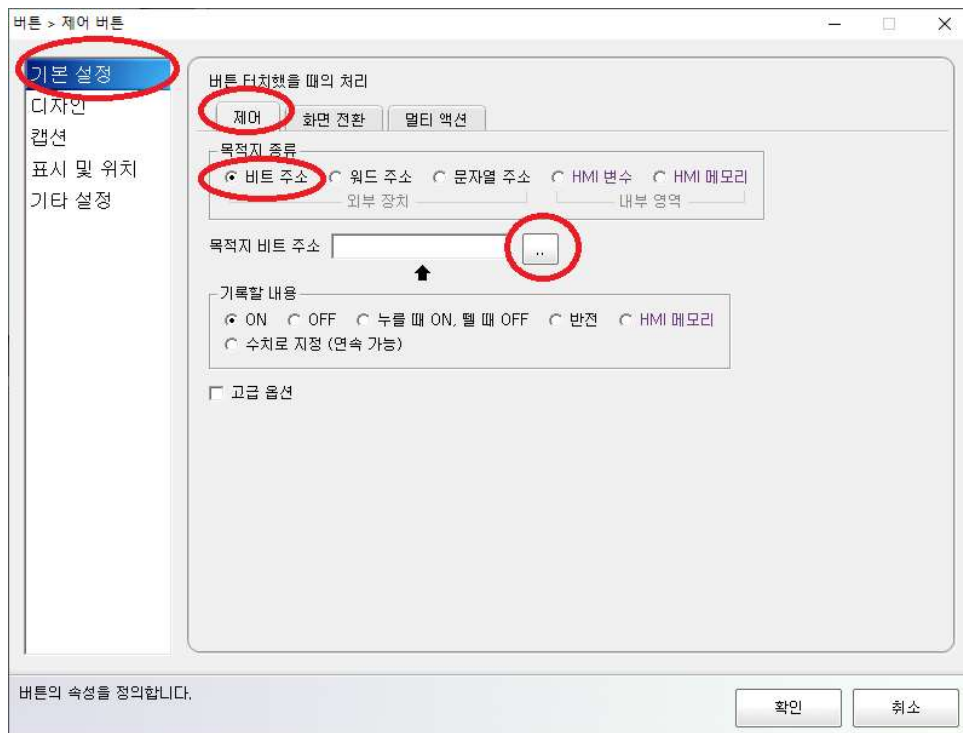 버튼 > 제어 버튼
기본 설정
디자인
캡션
표시 및 위치
기타 설정
버튼 터치했을 때의 처리
제어 화면 전환 멀티 액션
목적지 종류
비트 주소 워드 주소 문자열 주소 HMI 변수 HMI 메모리
외부 장치 내부 영역
목적지 비트 주소 ..
기록할 내용
ON OFF 누를 때 ON, 뗄 때 OFF 반전 HMI 메모리
수치로 지정 (연속 가능)
고급 옵션
버튼의 속성을 정의합니다.
확인 취소